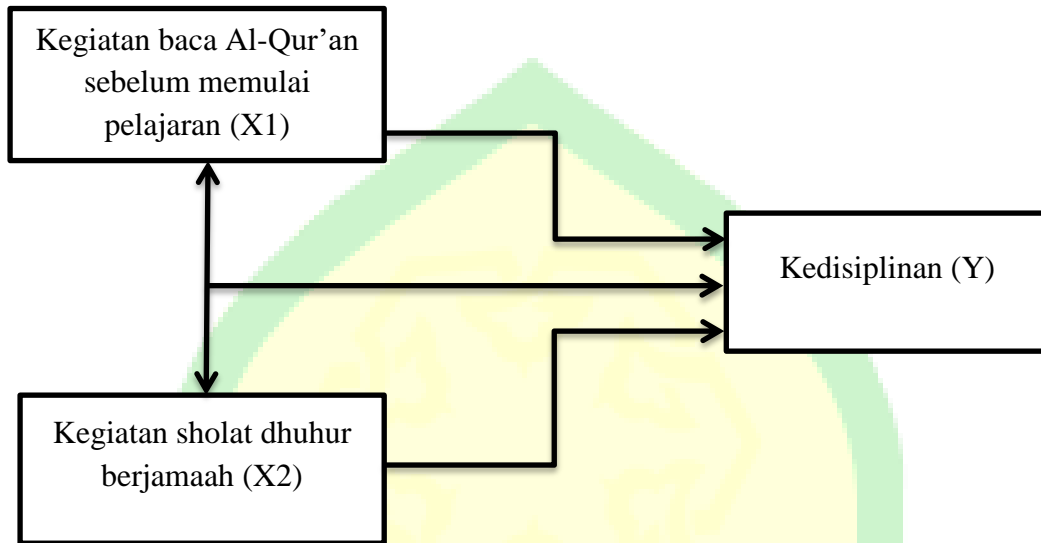 Kegiatan baca Al-Qur’an
sebelum memulai
pelajaran (X1)
Kedisiplinan (Y)
Kegiatan sholat dhuhur
berjamaah (X2)